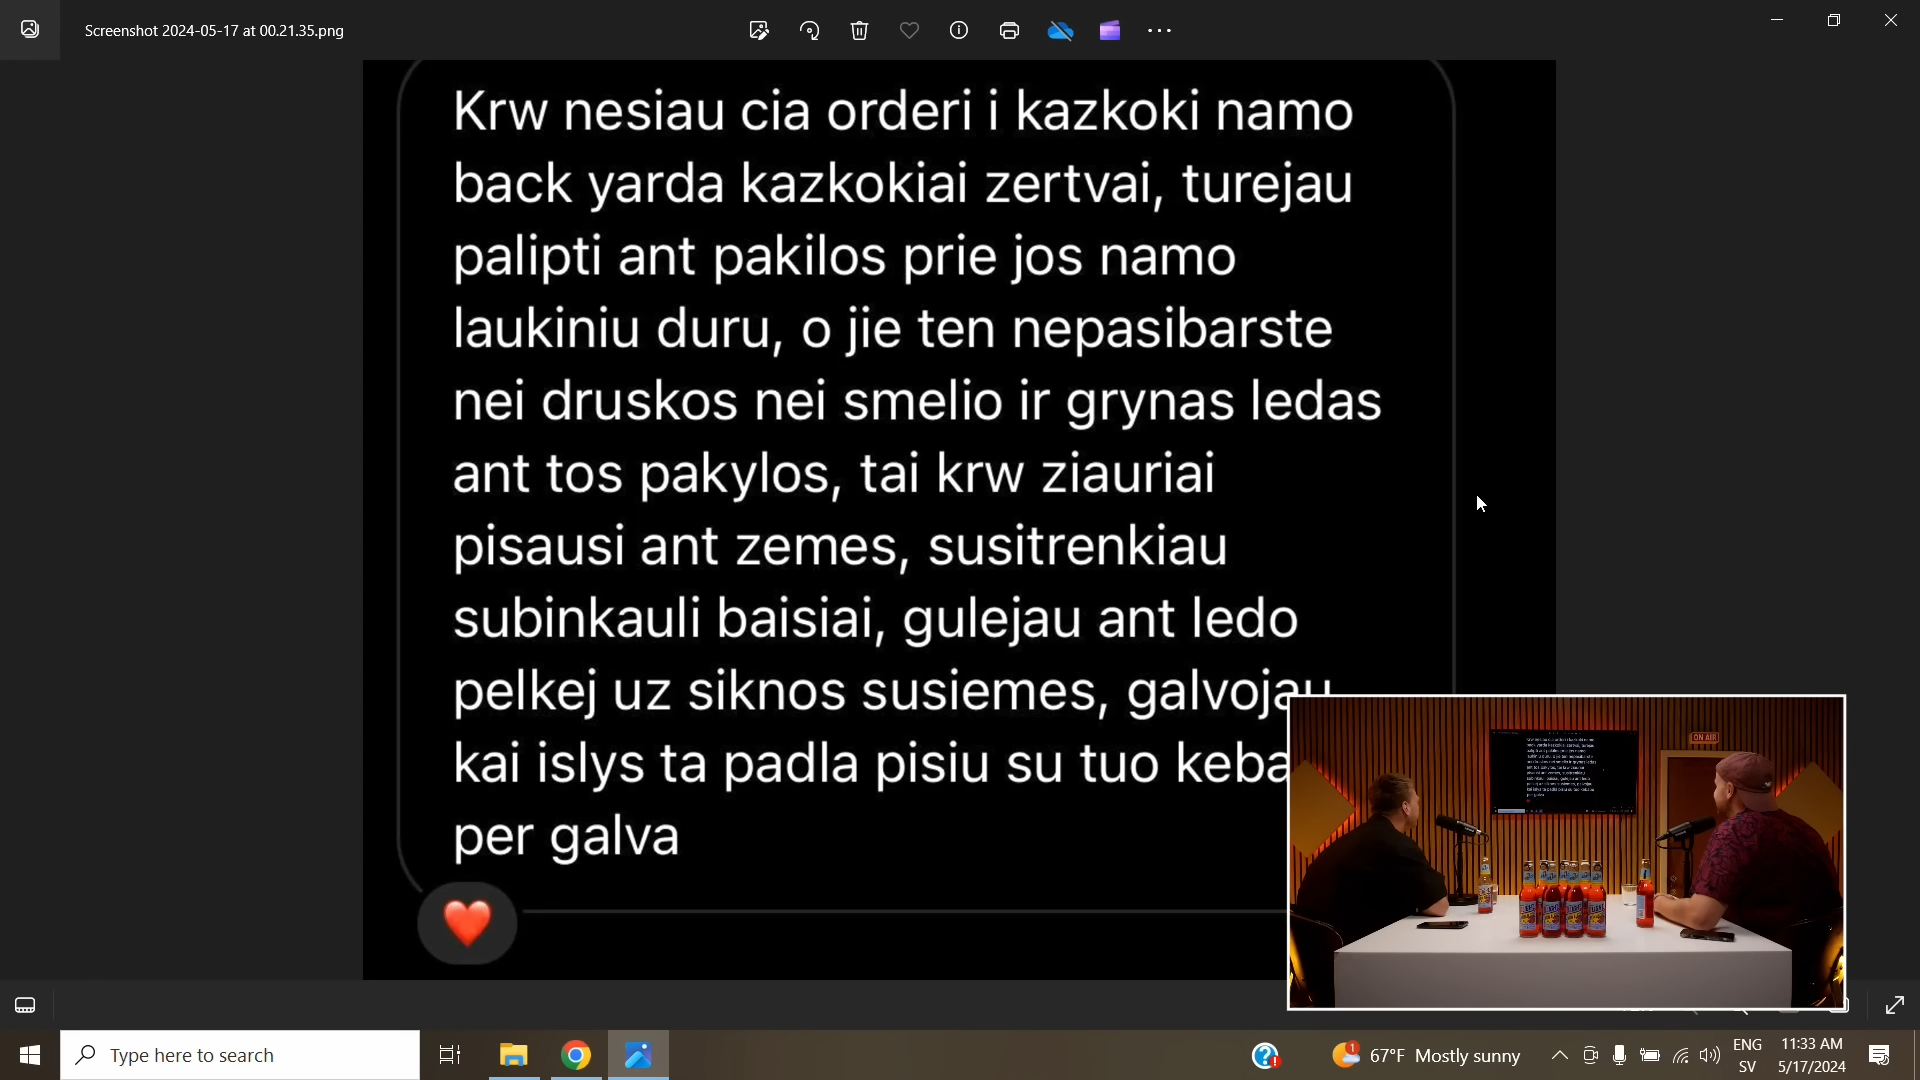 Screenshot 2024-05-17 at 00.21.35.png
Krw nesiau cia orderi i kazkoki namo
back yarda kazkokiai zertvai, turejau
palipti ant pakilos prie jos namo
laukiniu duru, o jie ten nepasibarste
nei druskos nei smelio ir grynas ledas
ant tos pakylos, tai krw ziauriai
pisausi ant zemes, susitrenkiau
subinkauli baisiai, gulejau ant ledo
pelkej uz siknos susiemes, galvojau
kai islys ta padla pisiu su tuo
per galva
ON AIR
Type here to search
1
67°F Mostly sunny
ENG
SV
11:33 AM
5/17/2024